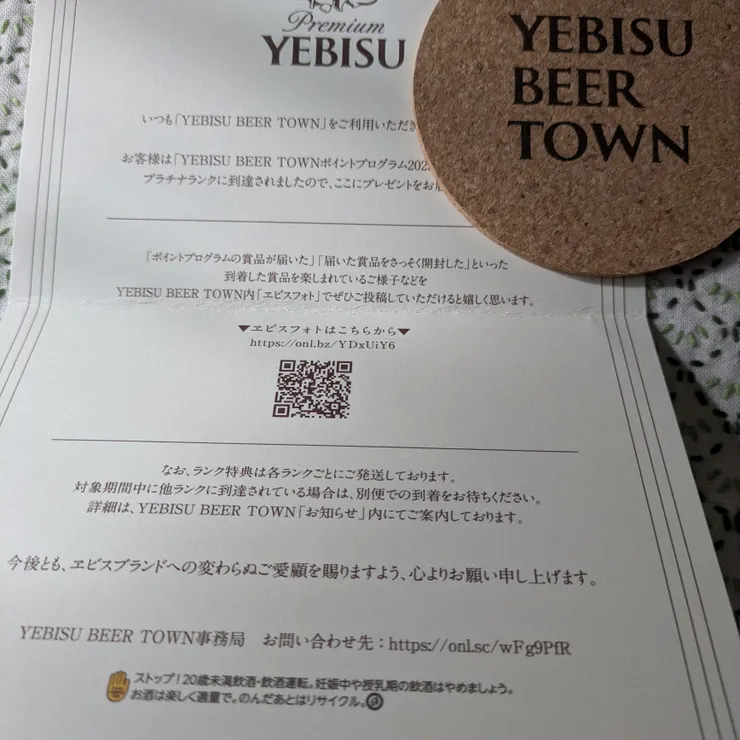 Premium
YEBISU
YEBISU
BEER
TOWN
いつも「YEBISU BEER TOWN」をご利用いただき
お客様は「YEBISU BEER TOWNポイントプログラム202
プラチナランクに到達されましたので、ここにプレゼントをお
「ポイントプログラムの賞品が届いた」「届いた賞品をさっそく開封した」といった
到着した賞品を楽しまれているご様子などを
YEBISU BEER TOWN内「ヱビスフォト」でぜひご投稿していただけると嬉しく思います。
▼ヱビスフォトはこちらから▼
https://onl.bz/YDxUiY6
なお、ランク特典は各ランクごとにご発送しております。
対象期間中に他ランクに到達されている場合は、別便での到着をお待ちください。
詳細は、YEBISU BEER TOWN「お知らせ」内にてご案内しております。
今後とも、ヱビスブランドへの変わらぬご愛顧を賜りますよう、心よりお願い申し上げます。
YEBISU BEER TOWN事務局 お問い合わせ先：https://onl.sc/wFg9PfR
ストップ!20歳未満飲酒・飲酒運転。妊娠中や授乳期の飲酒はやめましょう。
お酒は楽しく適量で。のんだあとはリサイクル。